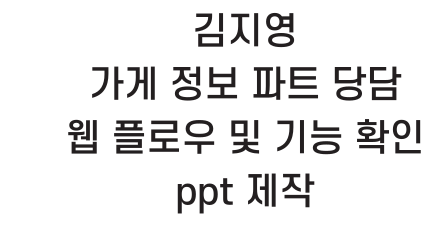 김지영
가게 정보 파트 당담
웹 플로우 및 기능 확인
ppt 제작